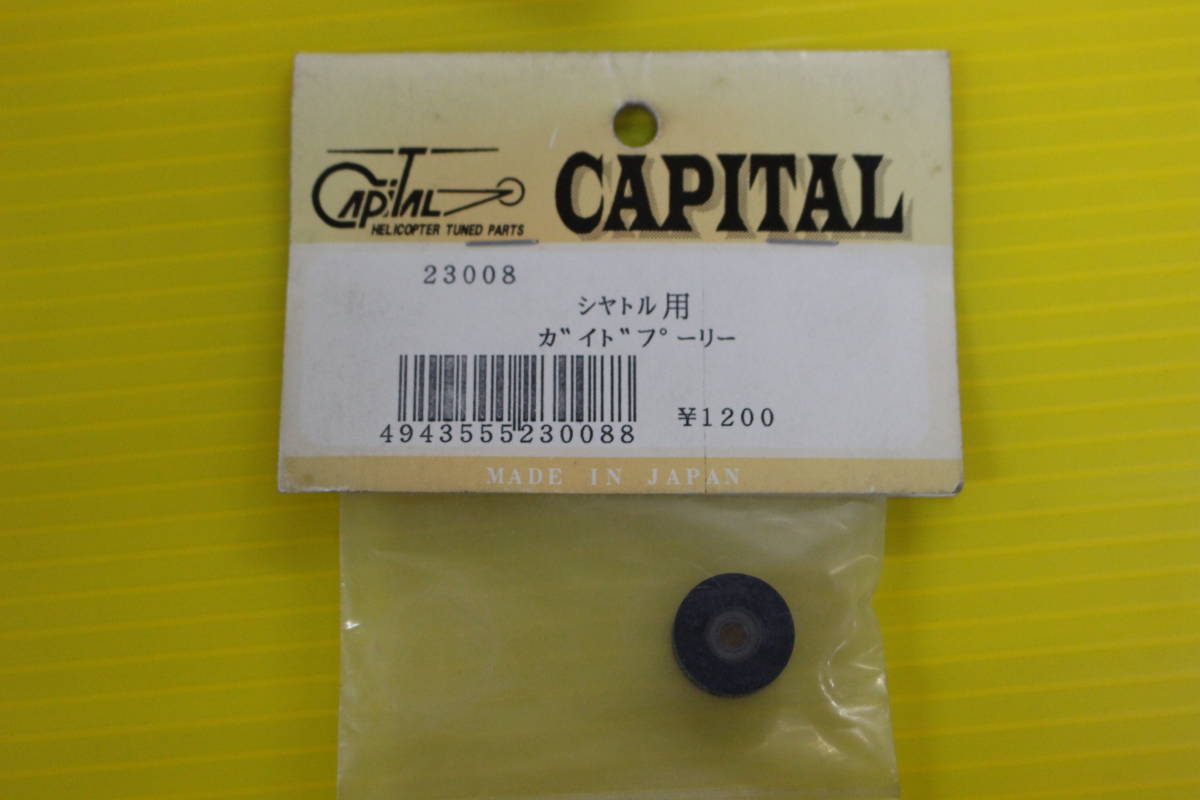 CAPITAL
HELICOPTER TUNED PARTS
CAPITAL
23008
シヤトル用
ガイドプーリー
4943555230088
¥1200
MADE IN JAPAN